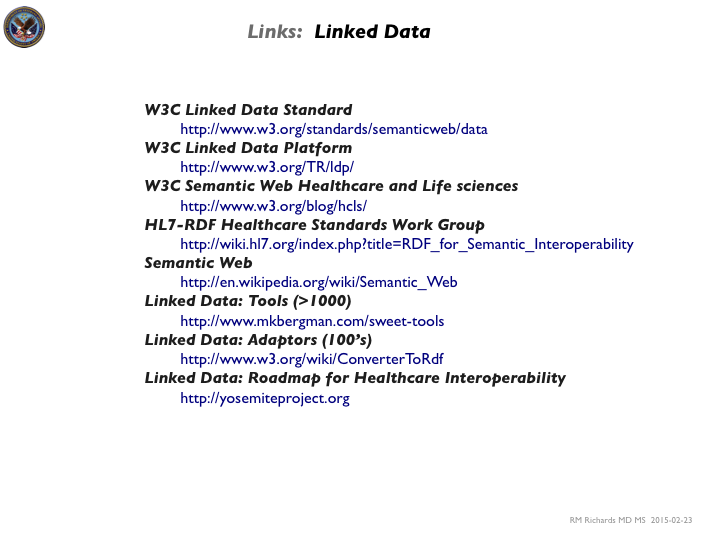 Links: Linked Data
W3C Linked Data Standard
http://www.w3.org/standards/semanticweb/data
W3C Linked Data Platform
http://www.w3.org/TR/ldp/
W3C Semantic Web Healthcare and Life sciences
http://www.w3.org/blog/hcls/
HL7-RDF Healthcare Standards Work Group
http://wiki.hl7.org/index.php?title=RDF_for_Semantic_Interoperability
Semantic Web
http://en.wikipedia.org/wiki/Semantic_Web
Linked Data: Tools (>1000)
http://www.mkbergman.com/sweet-tools
Linked Data: Adaptors (100’s)
http://www.w3.org/wiki/ConverterToRdf
Linked Data: Roadmap for Healthcare Interoperability
http://yosemiteproject.org
RM Richards MD MS 2015-02-23